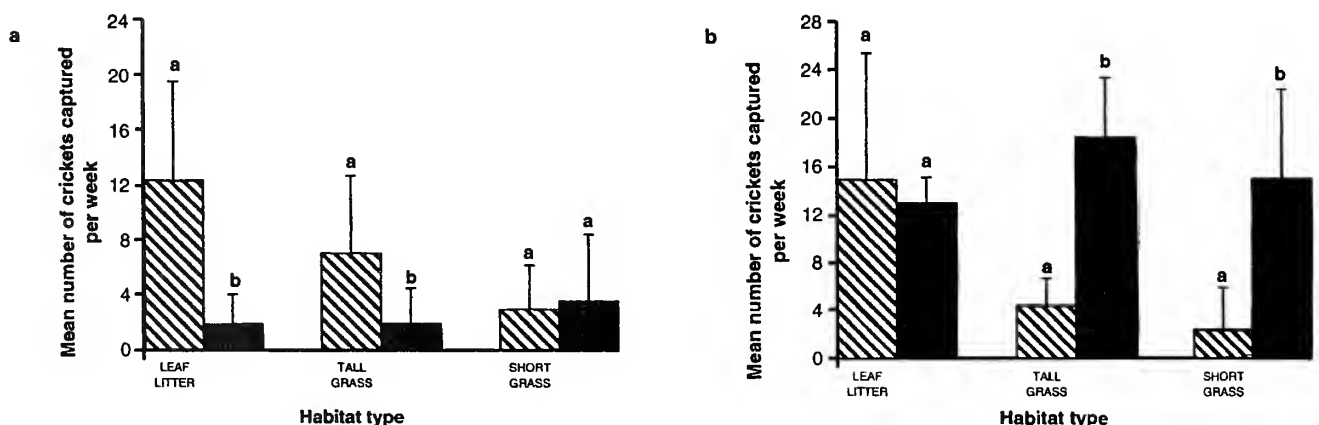 a
Mean number of crickets captured
per week
24
20
16
12
8
4
0
a
b
a
b
a
a
LEAF
LITTER
TALL
GRASS
SHORT
GRASS
Habitat type
b
Mean number of crickets captured
per week
28
24
18
16
12
8
4
0
a
a
a
b
a
b
LEAF
LITTER
TALL
GRASS
SHORT
GRASS
Habitat type